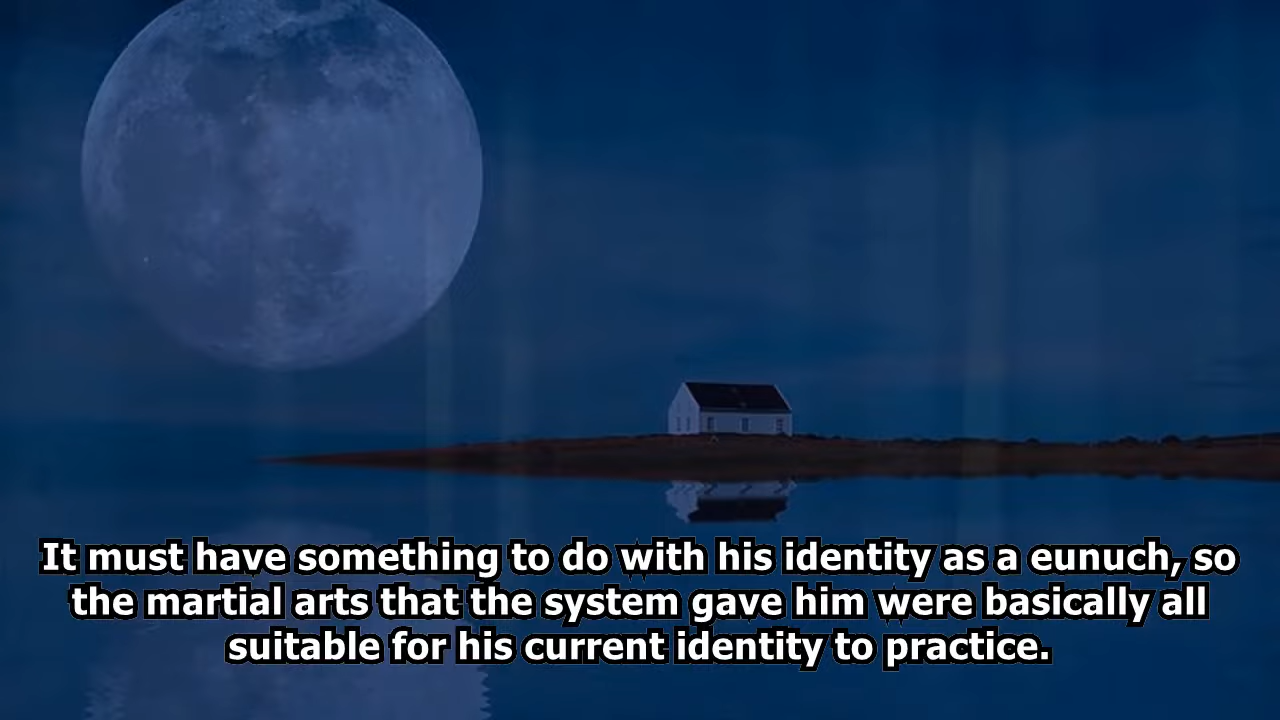 It must have something to do with his identity as a eunuch, so
the martial arts that the system gave him were basically all
suitable for his current identity to practice.